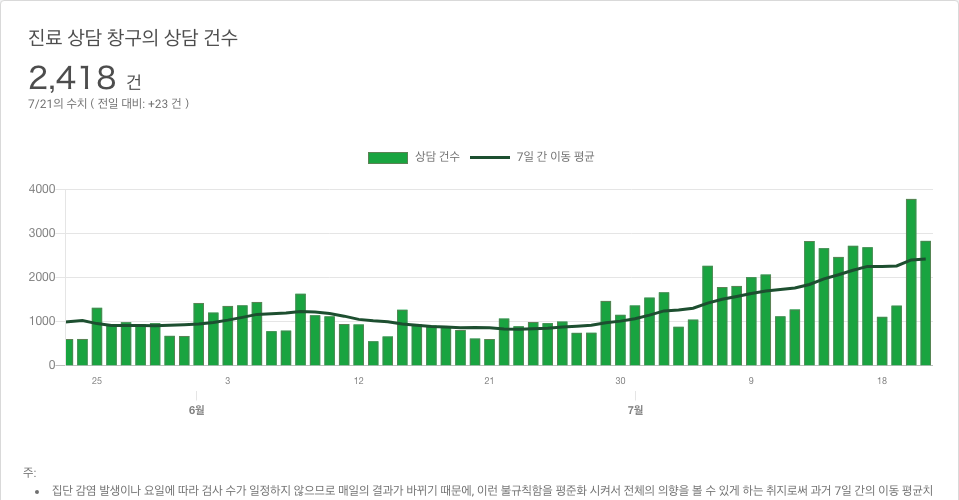 진료 상담 창구의 상담 건수
2,418 건
7/21의 수치 ( 전일 대비: +23 건 )
상담 건수 7일 간 이동 평균
4000
3000
2000
1000
0
25 3 12 21 30 9 18
6월 7월
주:
• 집단 감염 발생이나 요일에 따라 검사 수가 일정하지 않으므로 매일의 결과가 바뀌기 때문에, 이런 불규칙함을 평준화 시켜서 전체의 의향을 볼 수 있게 하는 취지로써 과거 7일 간의 이동 평균치